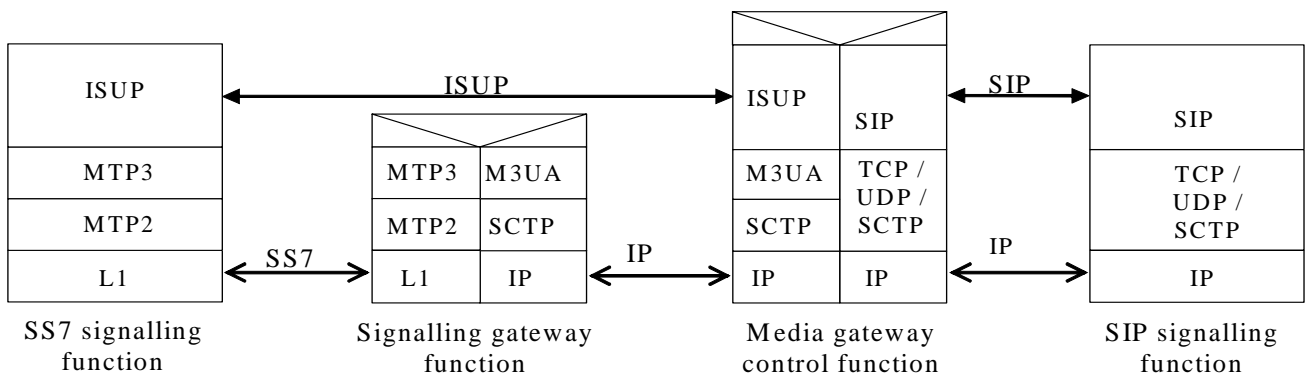 ISUP
MTP3
MTP2
L1
SS7 signalling
function
ISUP
SS7
MTP3
MTP2
L1
M3UA
SCTP
IP
Signalling gateway
function
IP
ISUP
M3UA
SCTP
IP
SIP
TCP /
UDP /
SCTP
IP
Media gateway
control function
SIP
IP
SIP
TCP /
UDP /
SCTP
IP
SIP signalling
function